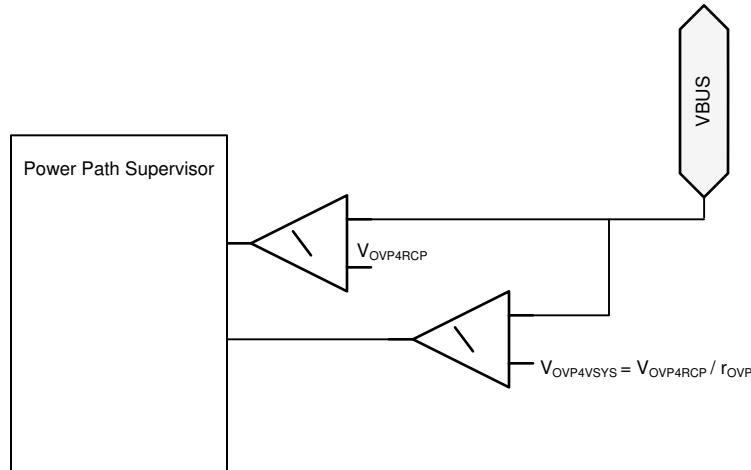 VBUS
Power Path Supervisor
VOVP4RCP
VOVP4VSYS = VOVP4RCP / rOVP